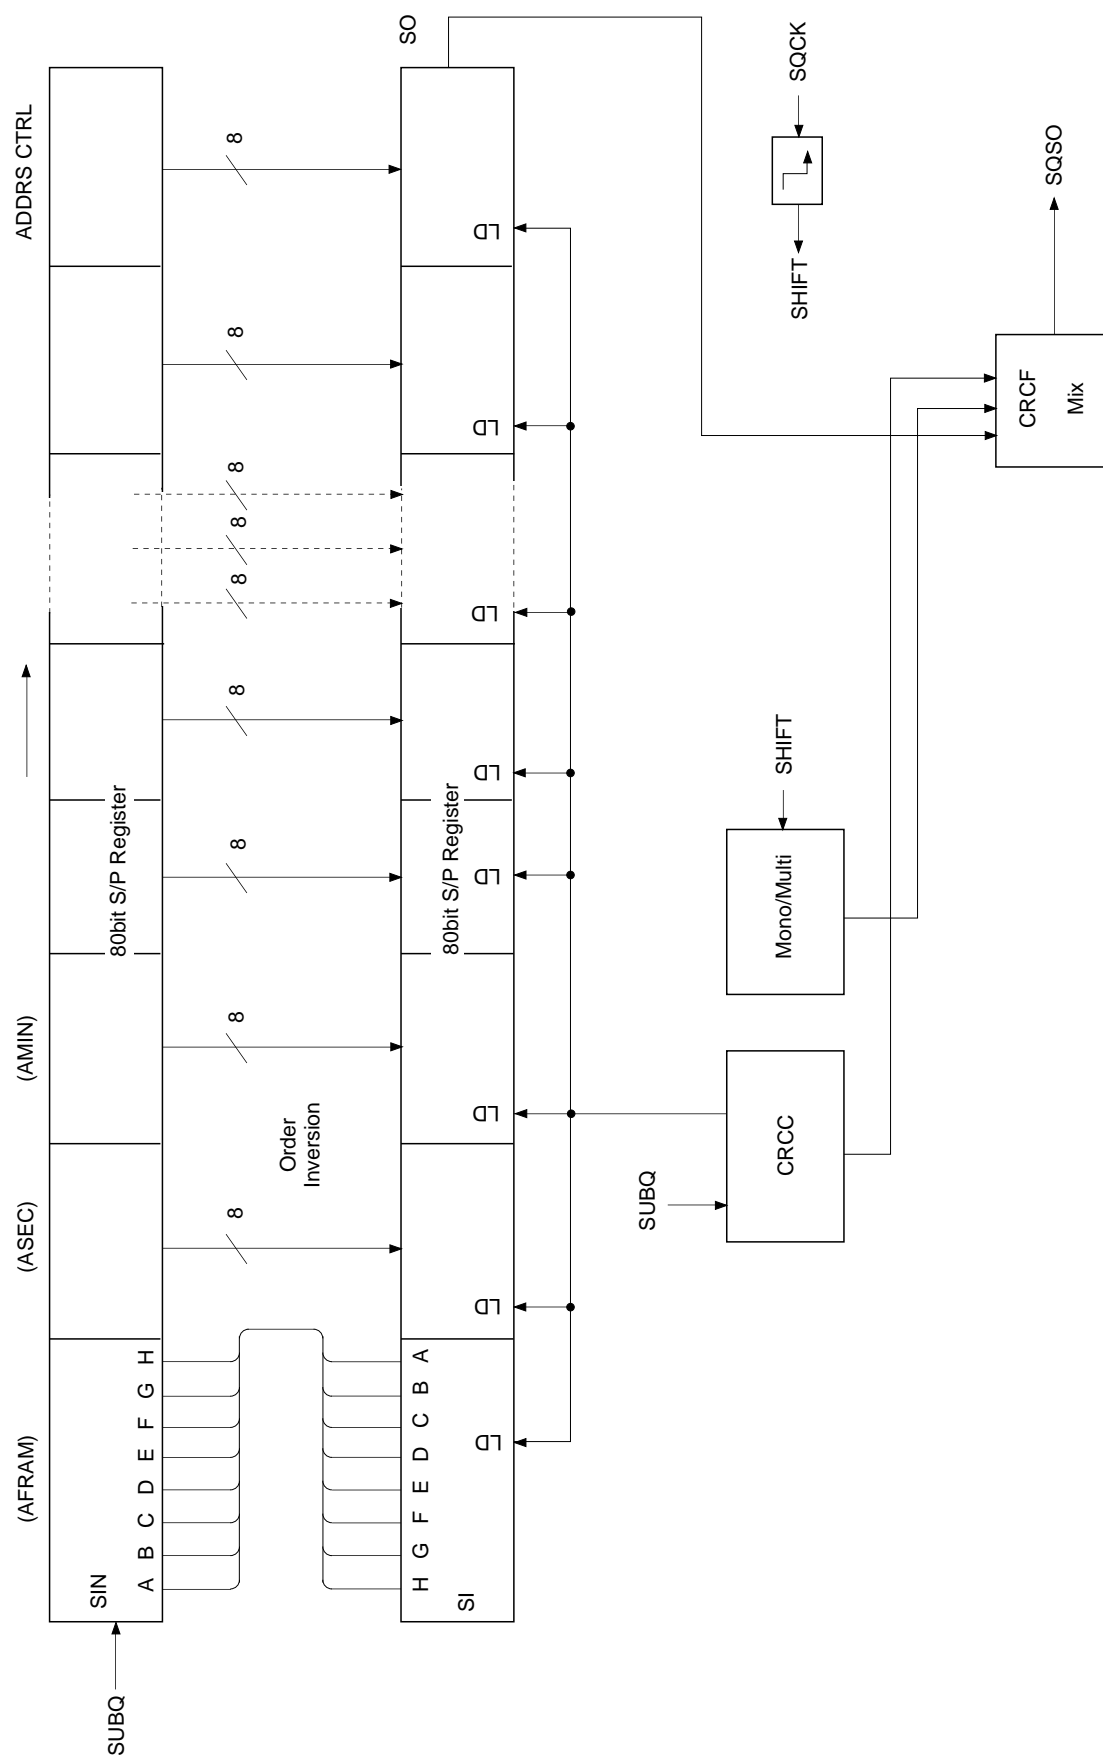 (AFRAM)
(ASEC)
(AMIN)
ADDRS CTRL
SUBQ
SIN
80bit S/P Register
A B C D E F G H
8
8
8
8
8
8
8
8
8
Order
Inversion
SO
H G F E D C B A
SI
80bit S/P Register
LD
LD
LD
LD
LD
LD
LD
LD
SUBQ
CRCC
Mono/Multi
SHIFT
SHIFT
SQCK
CRCF
Mix
SQSO